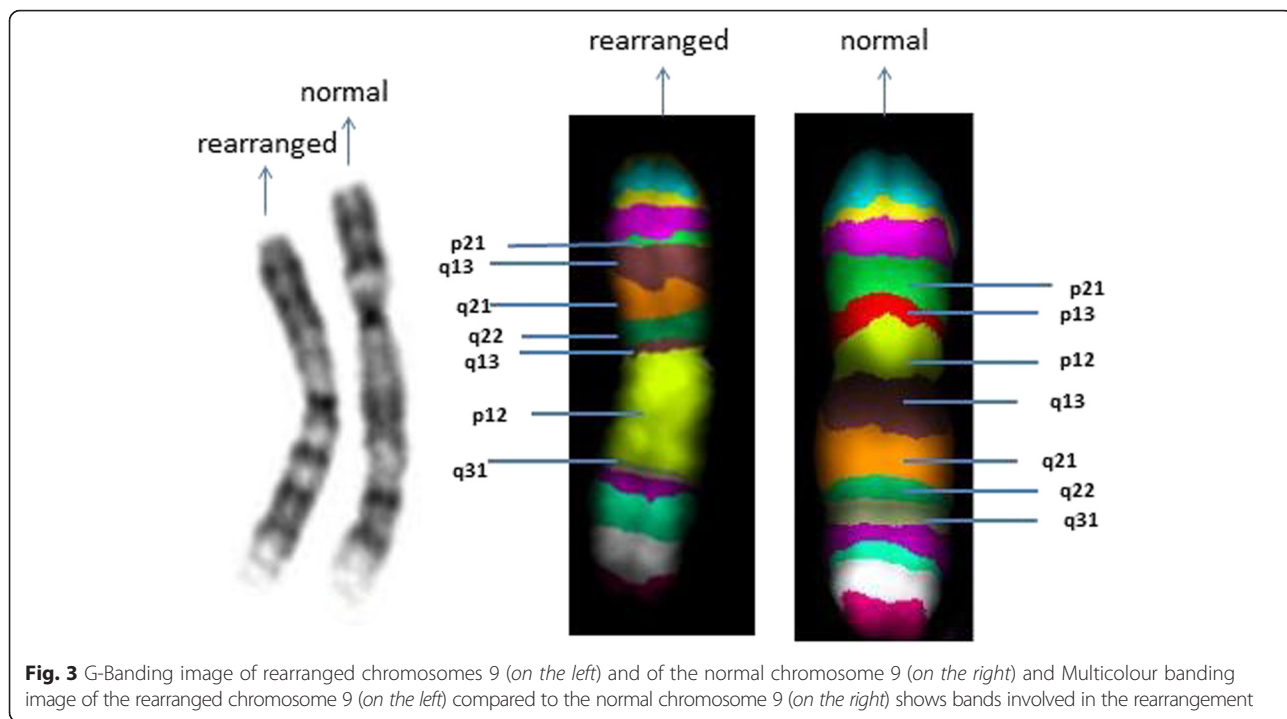 rearranged
normal
normal
rearranged
p21
q13
q21
q22
q13
p12
q31
p21
p13
p12
q13
q21
q22
q31
Fig. 3 G-Banding image of rearranged chromosomes 9 (on the left) and of the normal chromosome 9 (on the right) and Multicolour banding
image of the rearranged chromosome 9 (on the left) compared to the normal chromosome 9 (on the right) shows bands involved in the rearrangement